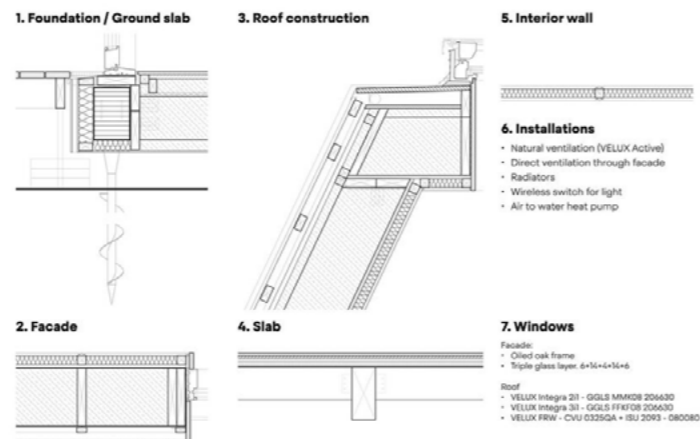 1. Foundation / Ground slab
3. Roof construction
5. Interior wall
6. Installations
• Natural ventilation (VELUX Active)
• Direct ventilation through facade
• Radiators
• Wireless switch for light
• Air to water heat pump
2. Facade
4. Slab
7. Windows
Facade:
• Oiled oak frame
• Triple glass layer. 6+14+4+14+6
Roof
• VELUX Integra 2i1 - GGLS MMK08 206630
• VELUX Integra 3i1 - GGLS FFKF08 206630
• VELUX FRW - CVU 0325QA + ISU 2093 - 080080